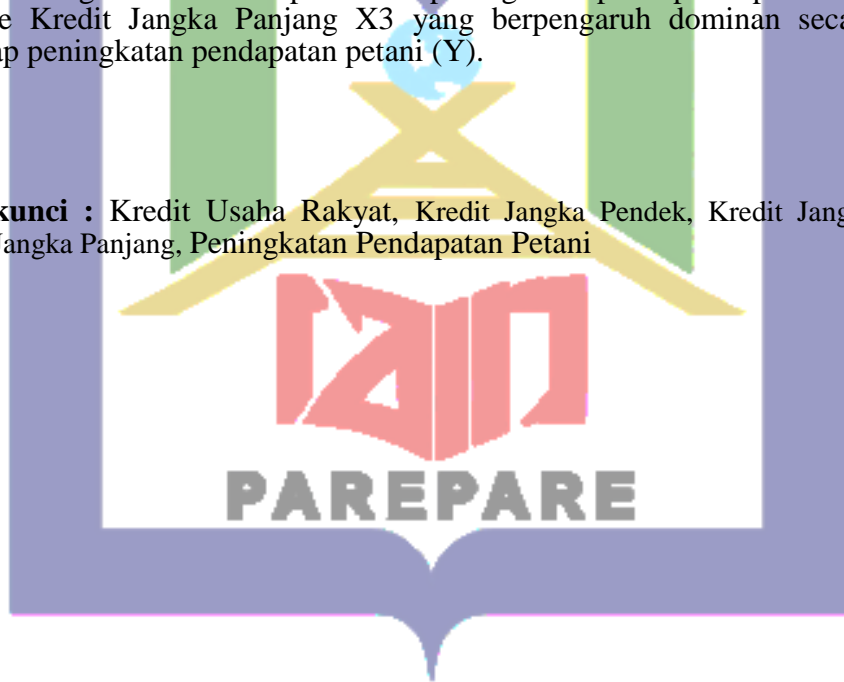 e Kredit Jangka Panjang X3 yang berpengaruh dominan seca
ap peningkatan pendapatan petani (Y).
kunci : Kredit Usaha Rakyat, Kredit Jangka Pendek, Kredit Jang
Jangka Panjang, Peningkatan Pendapatan Petani
iain
PAREPARE